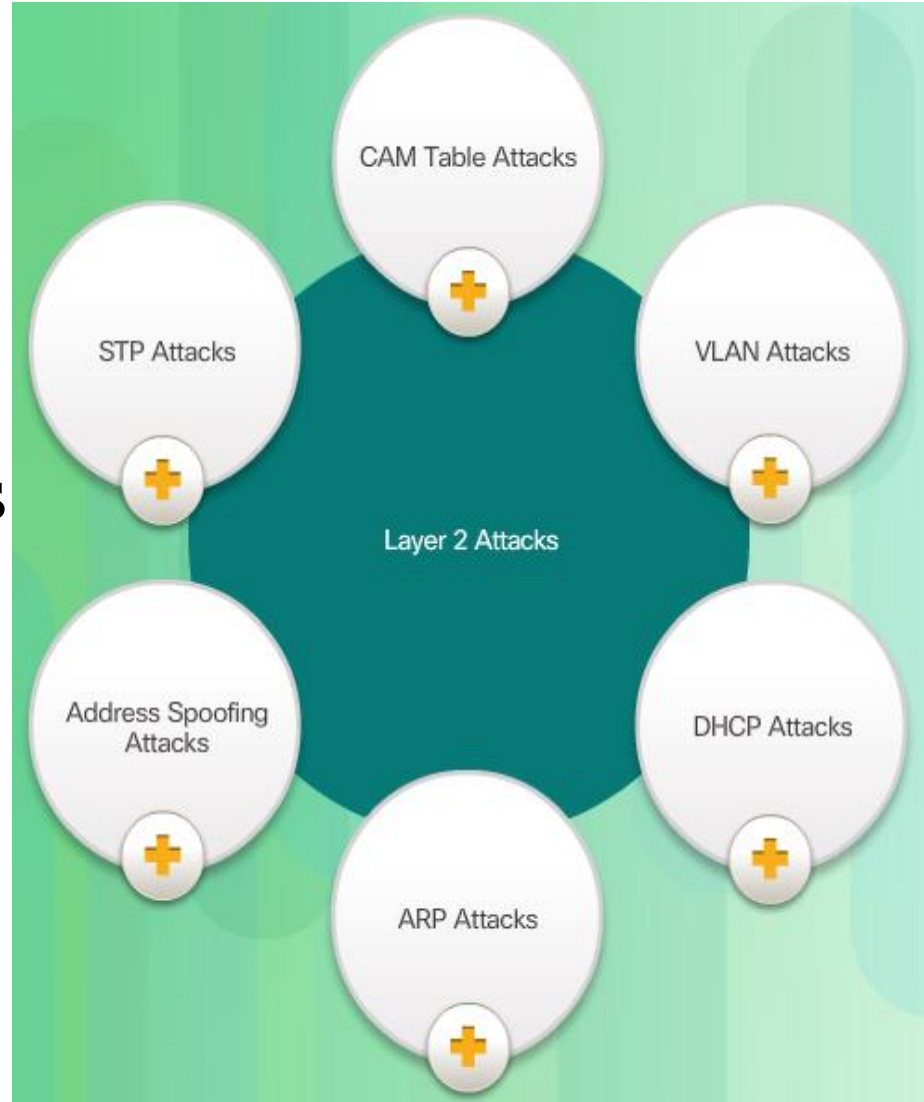 CAM Table Attacks
STP Attacks
VLAN Attacks
Layer 2 Attacks
Address Spoofing
Attacks
DHCP Attacks
ARP Attacks